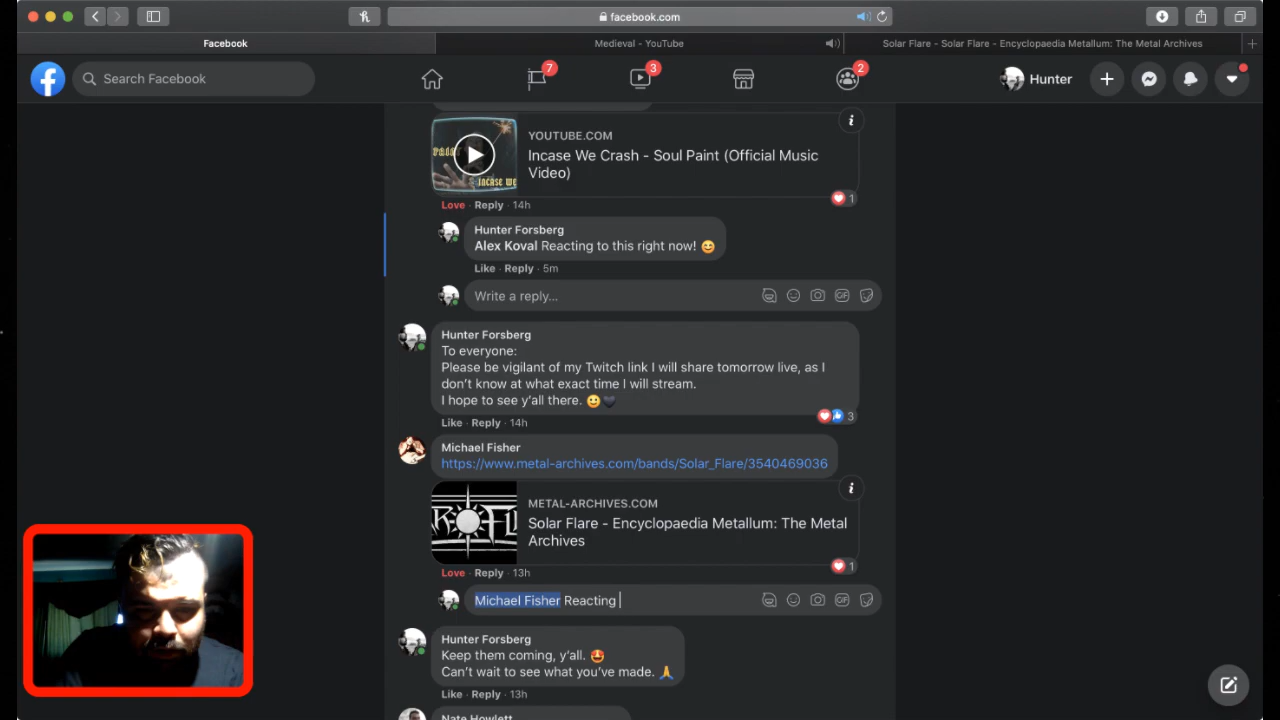 facebook.com
Facebook
Medieval - YouTube
Solar Flare - Solar Flare - Encyclopaedia Metallum: The Metal Archives
Search Facebook
7
3
2
Hunter
YOUTUBE.COM
Incase We Crash - Soul Paint (Official Music
Video)
PAINT
INCASE WE
Love · Reply · 14h
1
Hunter Forsberg
Alex Koval Reacting to this right now! 😄
Like · Reply · 5m
Write a reply...
GIF
Hunter Forsberg
To everyone:
Please be vigilant of my Twitch link I will share tomorrow live, as I
don't know at what exact time I will stream.
I hope to see y'all there. 😃🖤
3
Like · Reply · 14h
Michael Fisher
https://www.metal-archives.com/bands/Solar_Flare/3540469036
METAL-ARCHIVES.COM
Solar Flare - Encyclopaedia Metallum: The Metal
Archives
Love · Reply · 13h
1
Michael Fisher Reacting
GIF
Hunter Forsberg
Keep them coming, y'all. 🤩
Can't wait to see what you've made. 🙏
Like · Reply · 13h
Nate Howlett